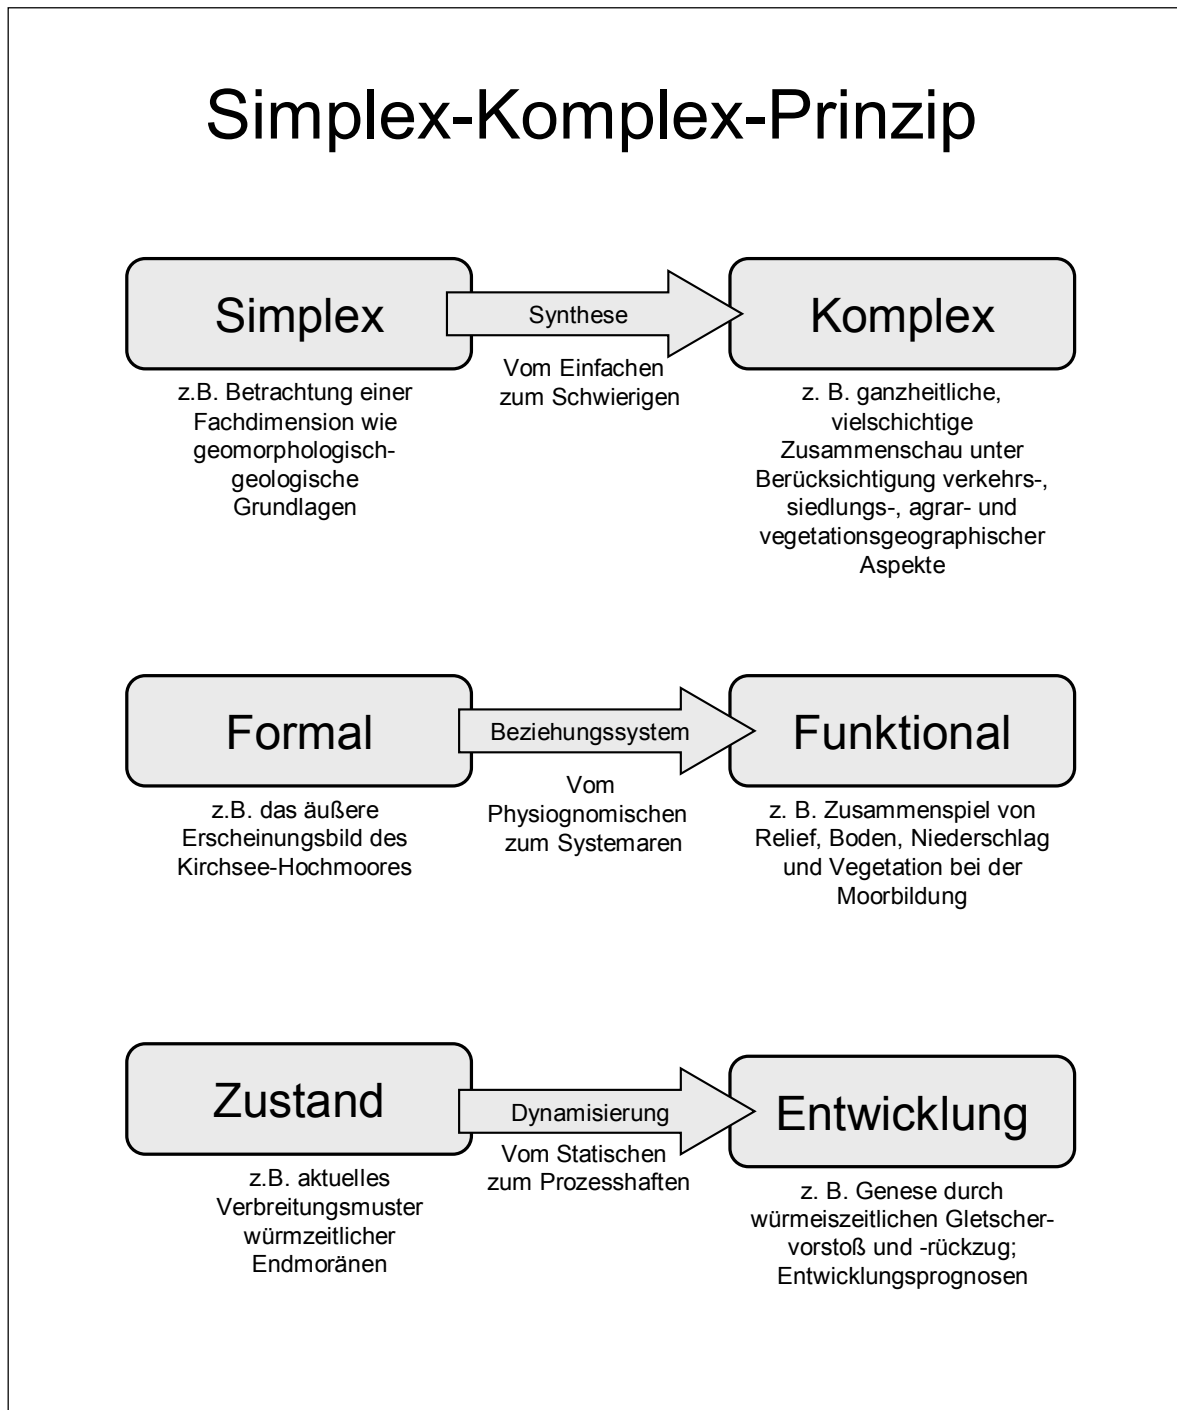 Simplex-Komplex-Prinzip
Simplex
Synthese
Komplex
Vom Einfachen
zum Schwierigen
z.B. Betrachtung einer
Fachdimension wie
geomorphologisch-
geologische
Grundlagen
z. B. ganzheitliche,
vielschichtige
Zusammenschau unter
Berücksichtigung verkehrs-,
siedlungs-, agrar- und
vegetationsgeographischer
Aspekte
Formal
Beziehungssystem
Funktional
Vom
Physiognomischen
zum Systemaren
z.B. das äußere
Erscheinungsbild des
Kirchsee-Hochmoores
z. B. Zusammenspiel von
Relief, Boden, Niederschlag
und Vegetation bei der
Moorbildung
Zustand
Dynamisierung
Entwicklung
Vom Statischen
zum Prozesshaften
z.B. aktuelles
Verbreitungsmuster
würmzeitlicher
Endmoränen
z. B. Genese durch
würmeiszeitlichen Gletscher-
vorstoß und -rückzug;
Entwicklungsprognosen